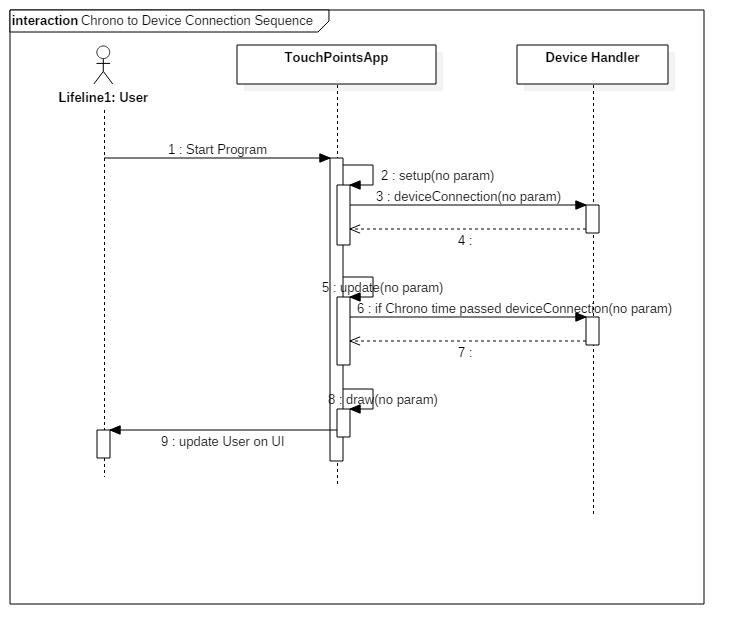 interaction Chrono to Device Connection Sequence
TouchPointsApp
Device Handler
Lifeline1: User
1 : Start Program
2 : setup(no param)
3 : deviceConnection(no param)
4 :
5 : update(no param)
6 : if Chrono time passed deviceConnection(no param)
7 :
8 : draw(no param)
9 : update User on UI